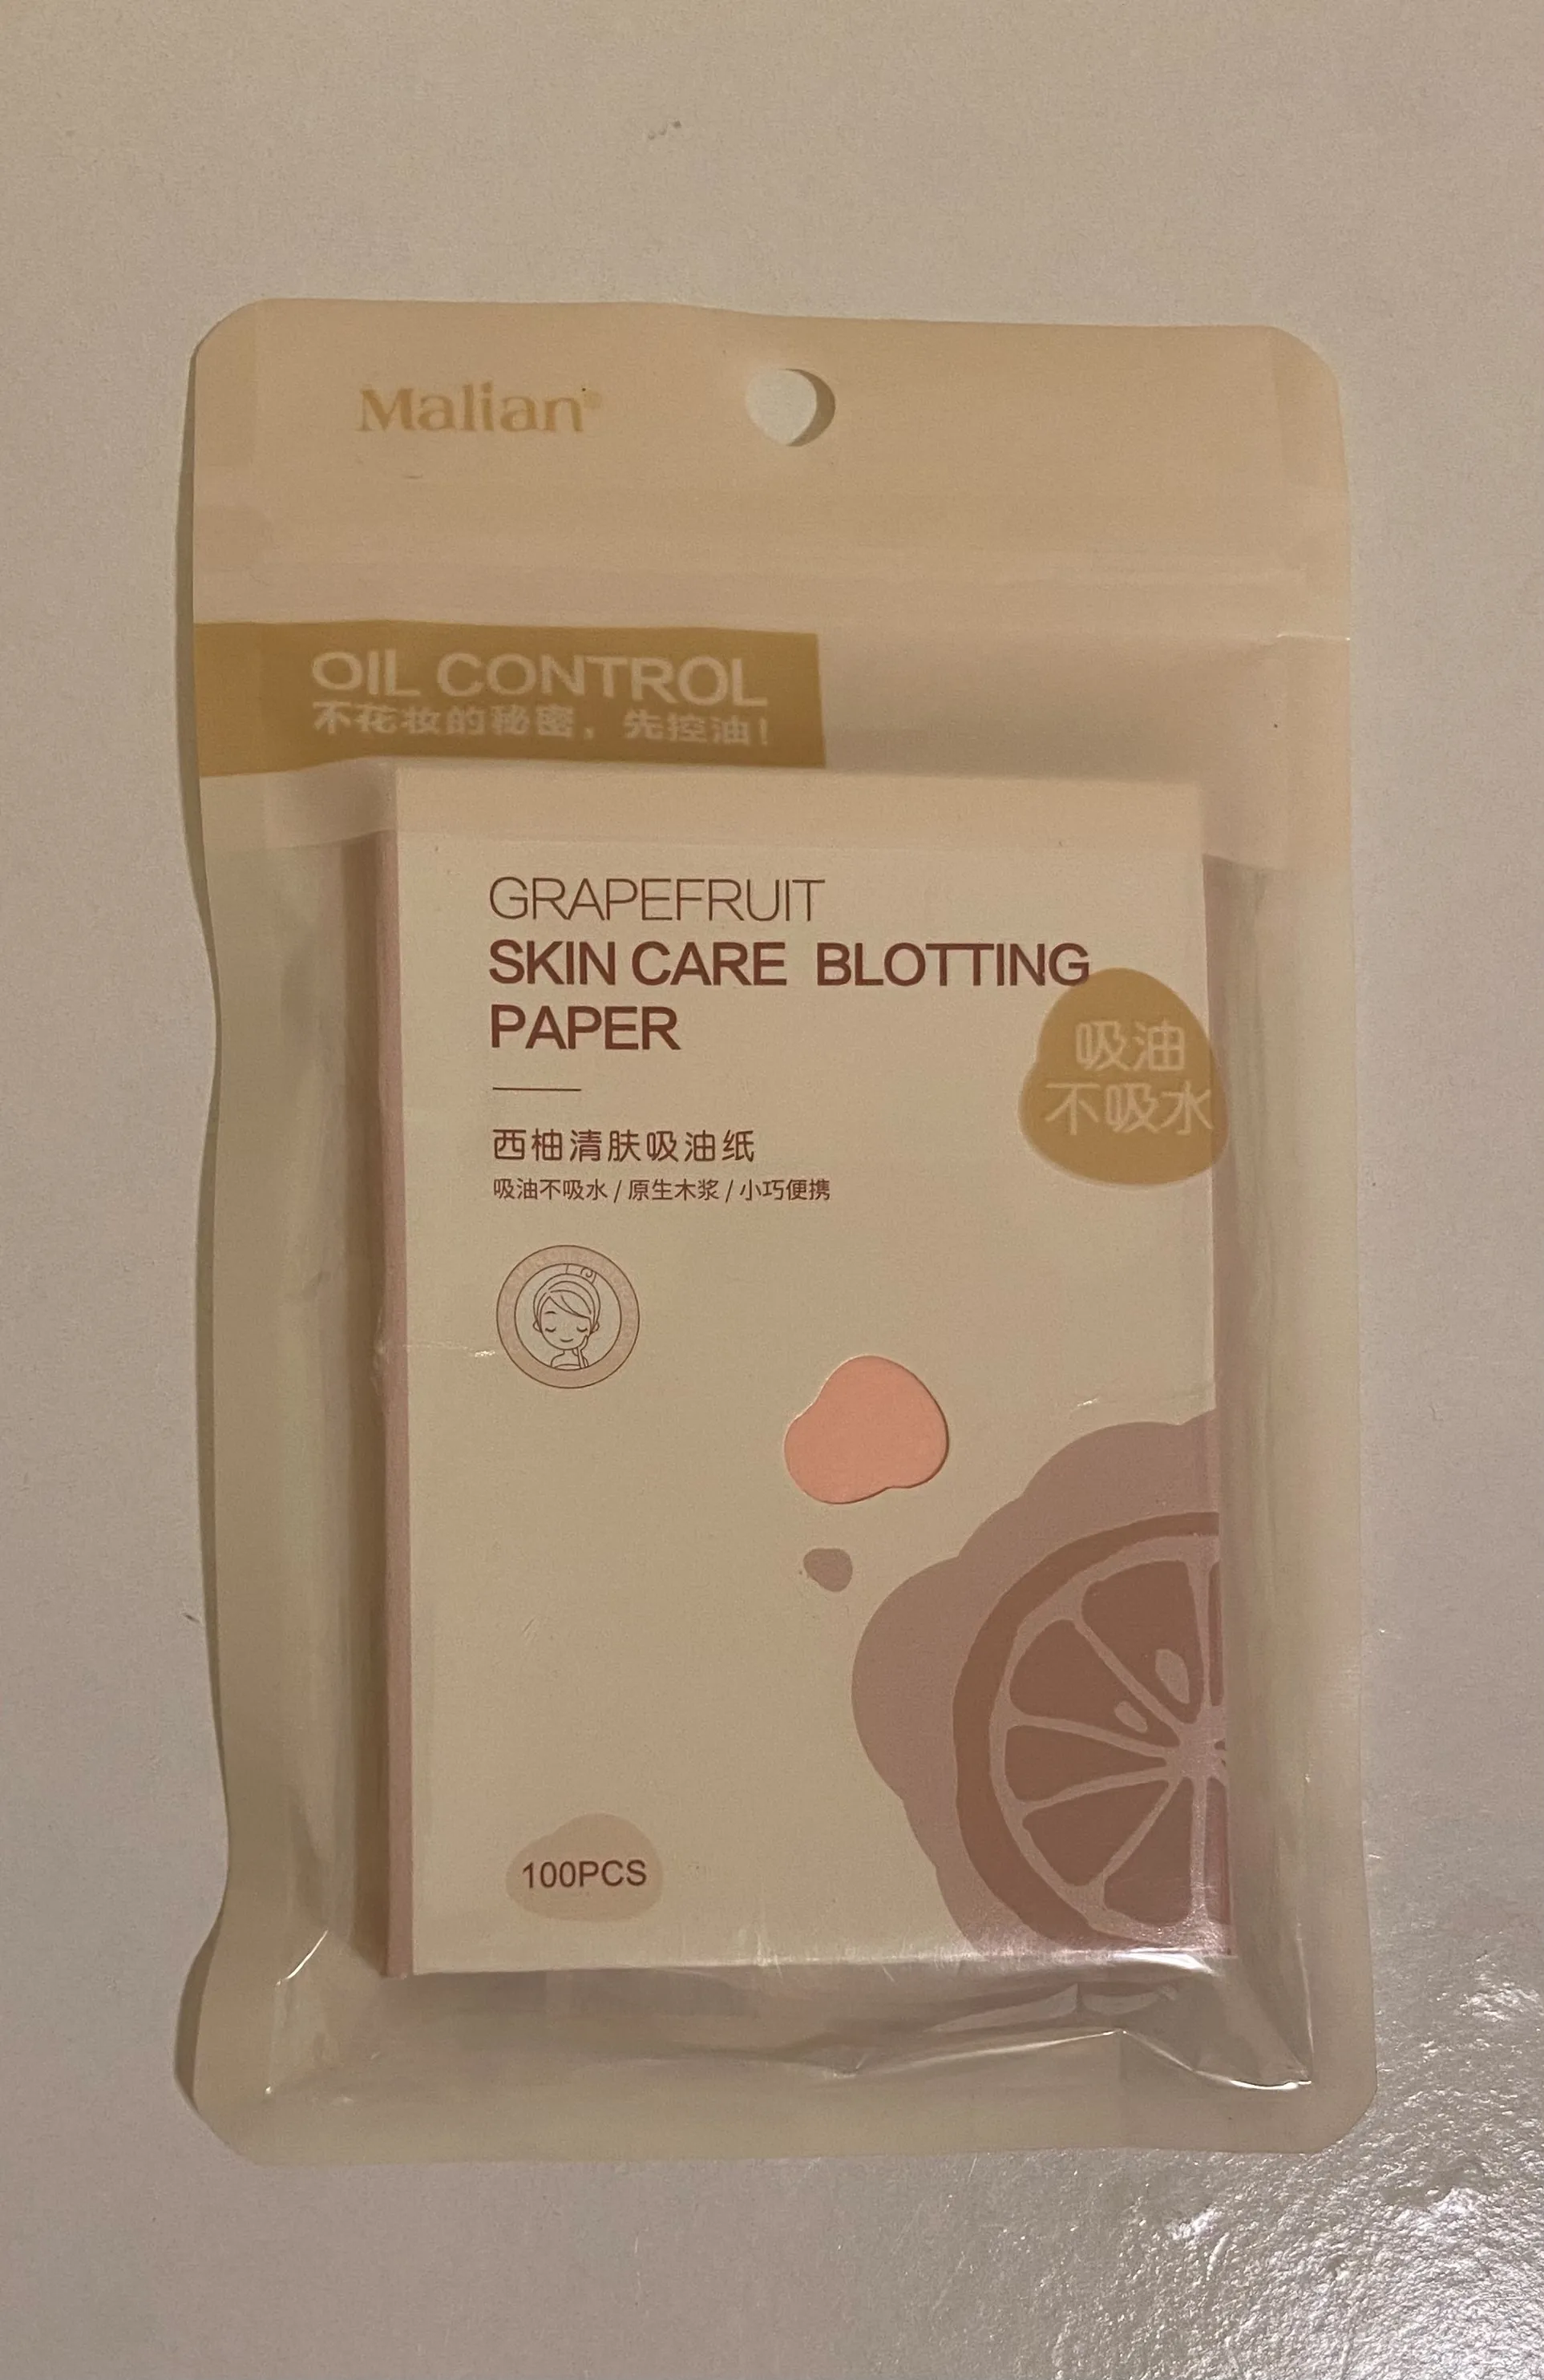 Malian®
OIL CONTROL
不花妆的秘密，先控油！
GRAPEFRUIT
SKIN CARE BLOTTING
PAPER
吸油
不吸水
西柚清肤吸油纸
吸油不吸水 / 原生木浆 / 小巧便携
100PCS